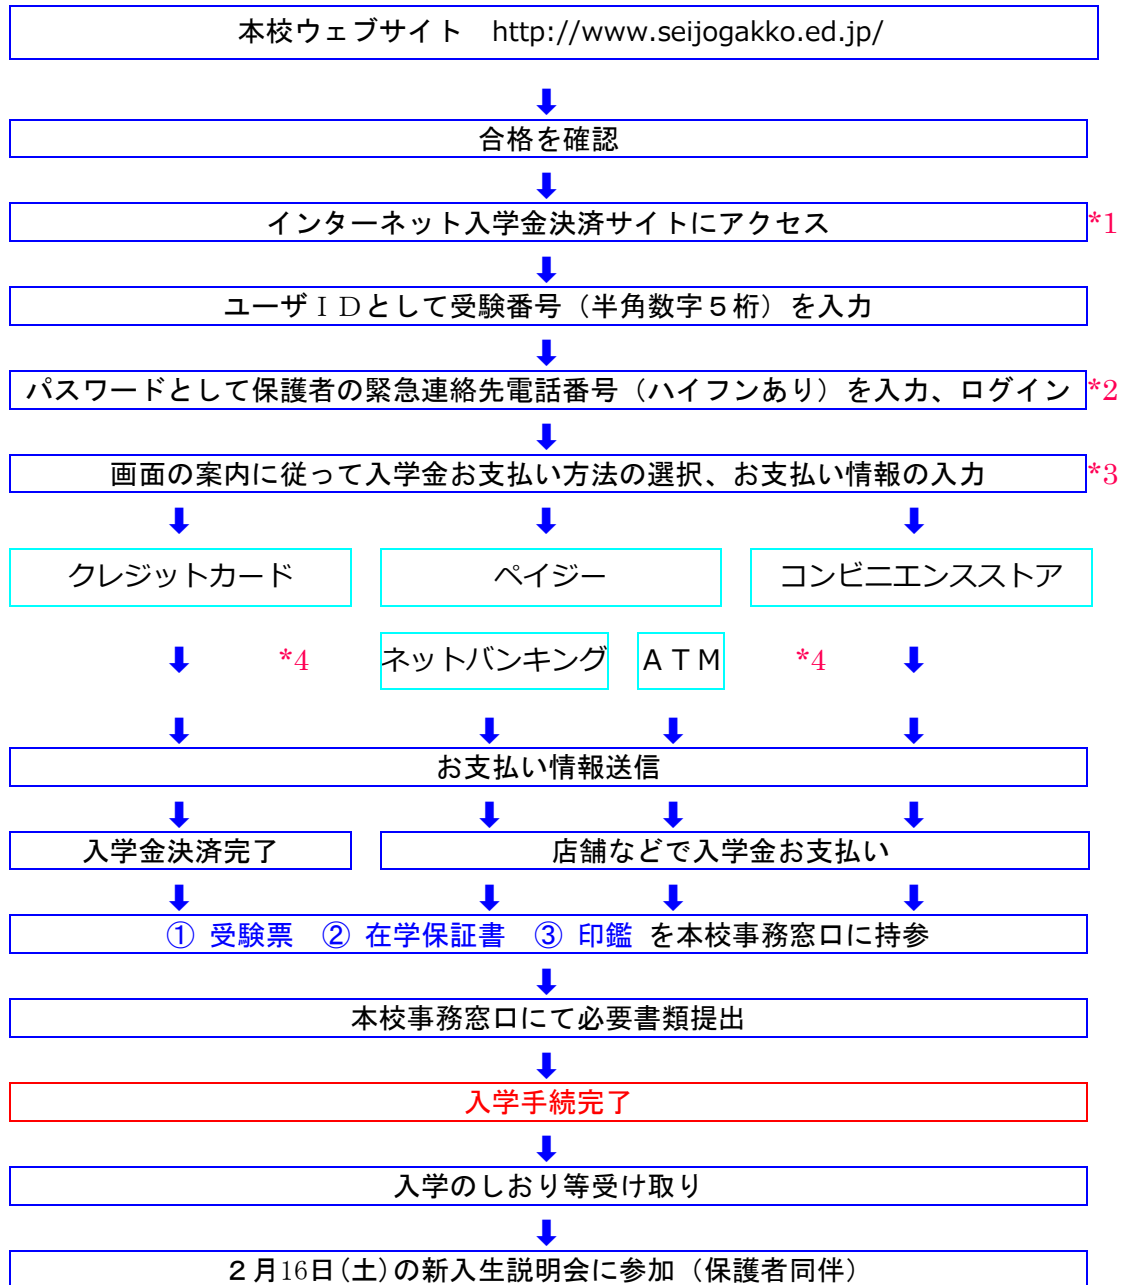 本校ウェブサイト　http://www.seijogakko.ed.jp/
合格を確認
インターネット入学金決済サイトにアクセス *1
ユーザＩＤとして受験番号（半角数字５桁）を入力
パスワードとして保護者の緊急連絡先電話番号（ハイフンあり）を入力、ログイン *2
画面の案内に従って入学金お支払い方法の選択、お支払い情報の入力 *3
クレジットカード　ペイジー　コンビニエンスストア
*4　ネットバンキング　ＡＴＭ　*4
お支払い情報送信
入学金決済完了　店舗などで入学金お支払い
① 受験票　② 在学保証書　③ 印鑑 を本校事務窓口に持参
本校事務窓口にて必要書類提出
入学手続完了
入学のしおり等受け取り
２月16日(土)の新入生説明会に参加（保護者同伴）